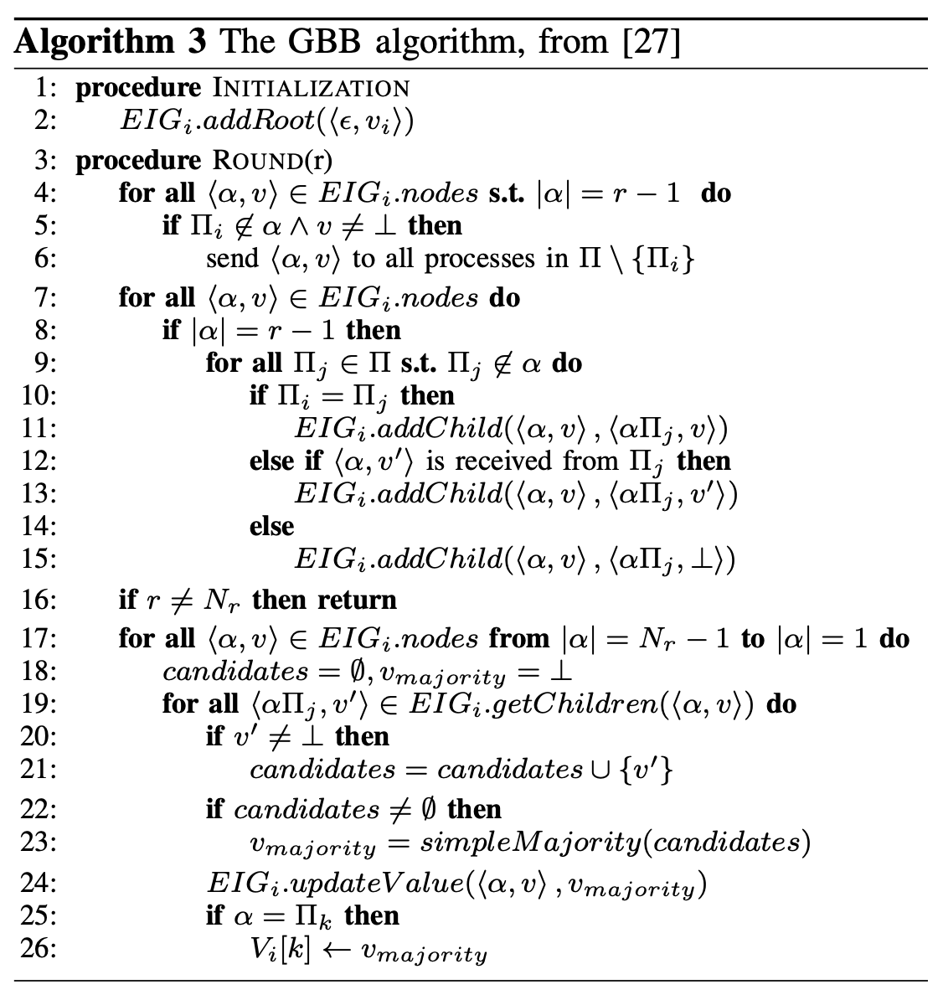 Algorithm 3 The GBB algorithm, from [27]
1: procedure INITIALIZATION
2: EIG_i.addRoot(⟨ϵ, v_i⟩)
3: procedure ROUND(r)
4: for all ⟨α, v⟩ ∈ EIG_i.nodes s.t. |α| = r − 1 do
5: if Π_i ∉ α ∧ v ≠ ⊥ then
6: send ⟨α, v⟩ to all processes in Π \ {Π_i}
7: for all ⟨α, v⟩ ∈ EIG_i.nodes do
8: if |α| = r − 1 then
9: for all Π_j ∈ Π s.t. Π_j ∉ α do
10: if Π_i = Π_j then
11: EIG_i.addChild(⟨α, v⟩ , ⟨αΠ_j, v⟩)
12: else if ⟨α, v′⟩ is received from Π_j then
13: EIG_i.addChild(⟨α, v⟩ , ⟨αΠ_j, v′⟩)
14: else
15: EIG_i.addChild(⟨α, v⟩ , ⟨αΠ_j, ⊥⟩)
16: if r ≠ N_r then return
17: for all ⟨α, v⟩ ∈ EIG_i.nodes from |α| = N_r − 1 to |α| = 1 do
18: candidates = ∅, v_majority = ⊥
19: for all ⟨αΠ_j, v′⟩ ∈ EIG_i.getChildren(⟨α, v⟩) do
20: if v′ ≠ ⊥ then
21: candidates = candidates ∪ {v′}
22: if candidates ≠ ∅ then
23: v_majority = simpleMajority(candidates)
24: EIG_i.updateValue(⟨α, v⟩ , v_majority)
25: if α = Π_k then
26: V_i[k] ← v_majority